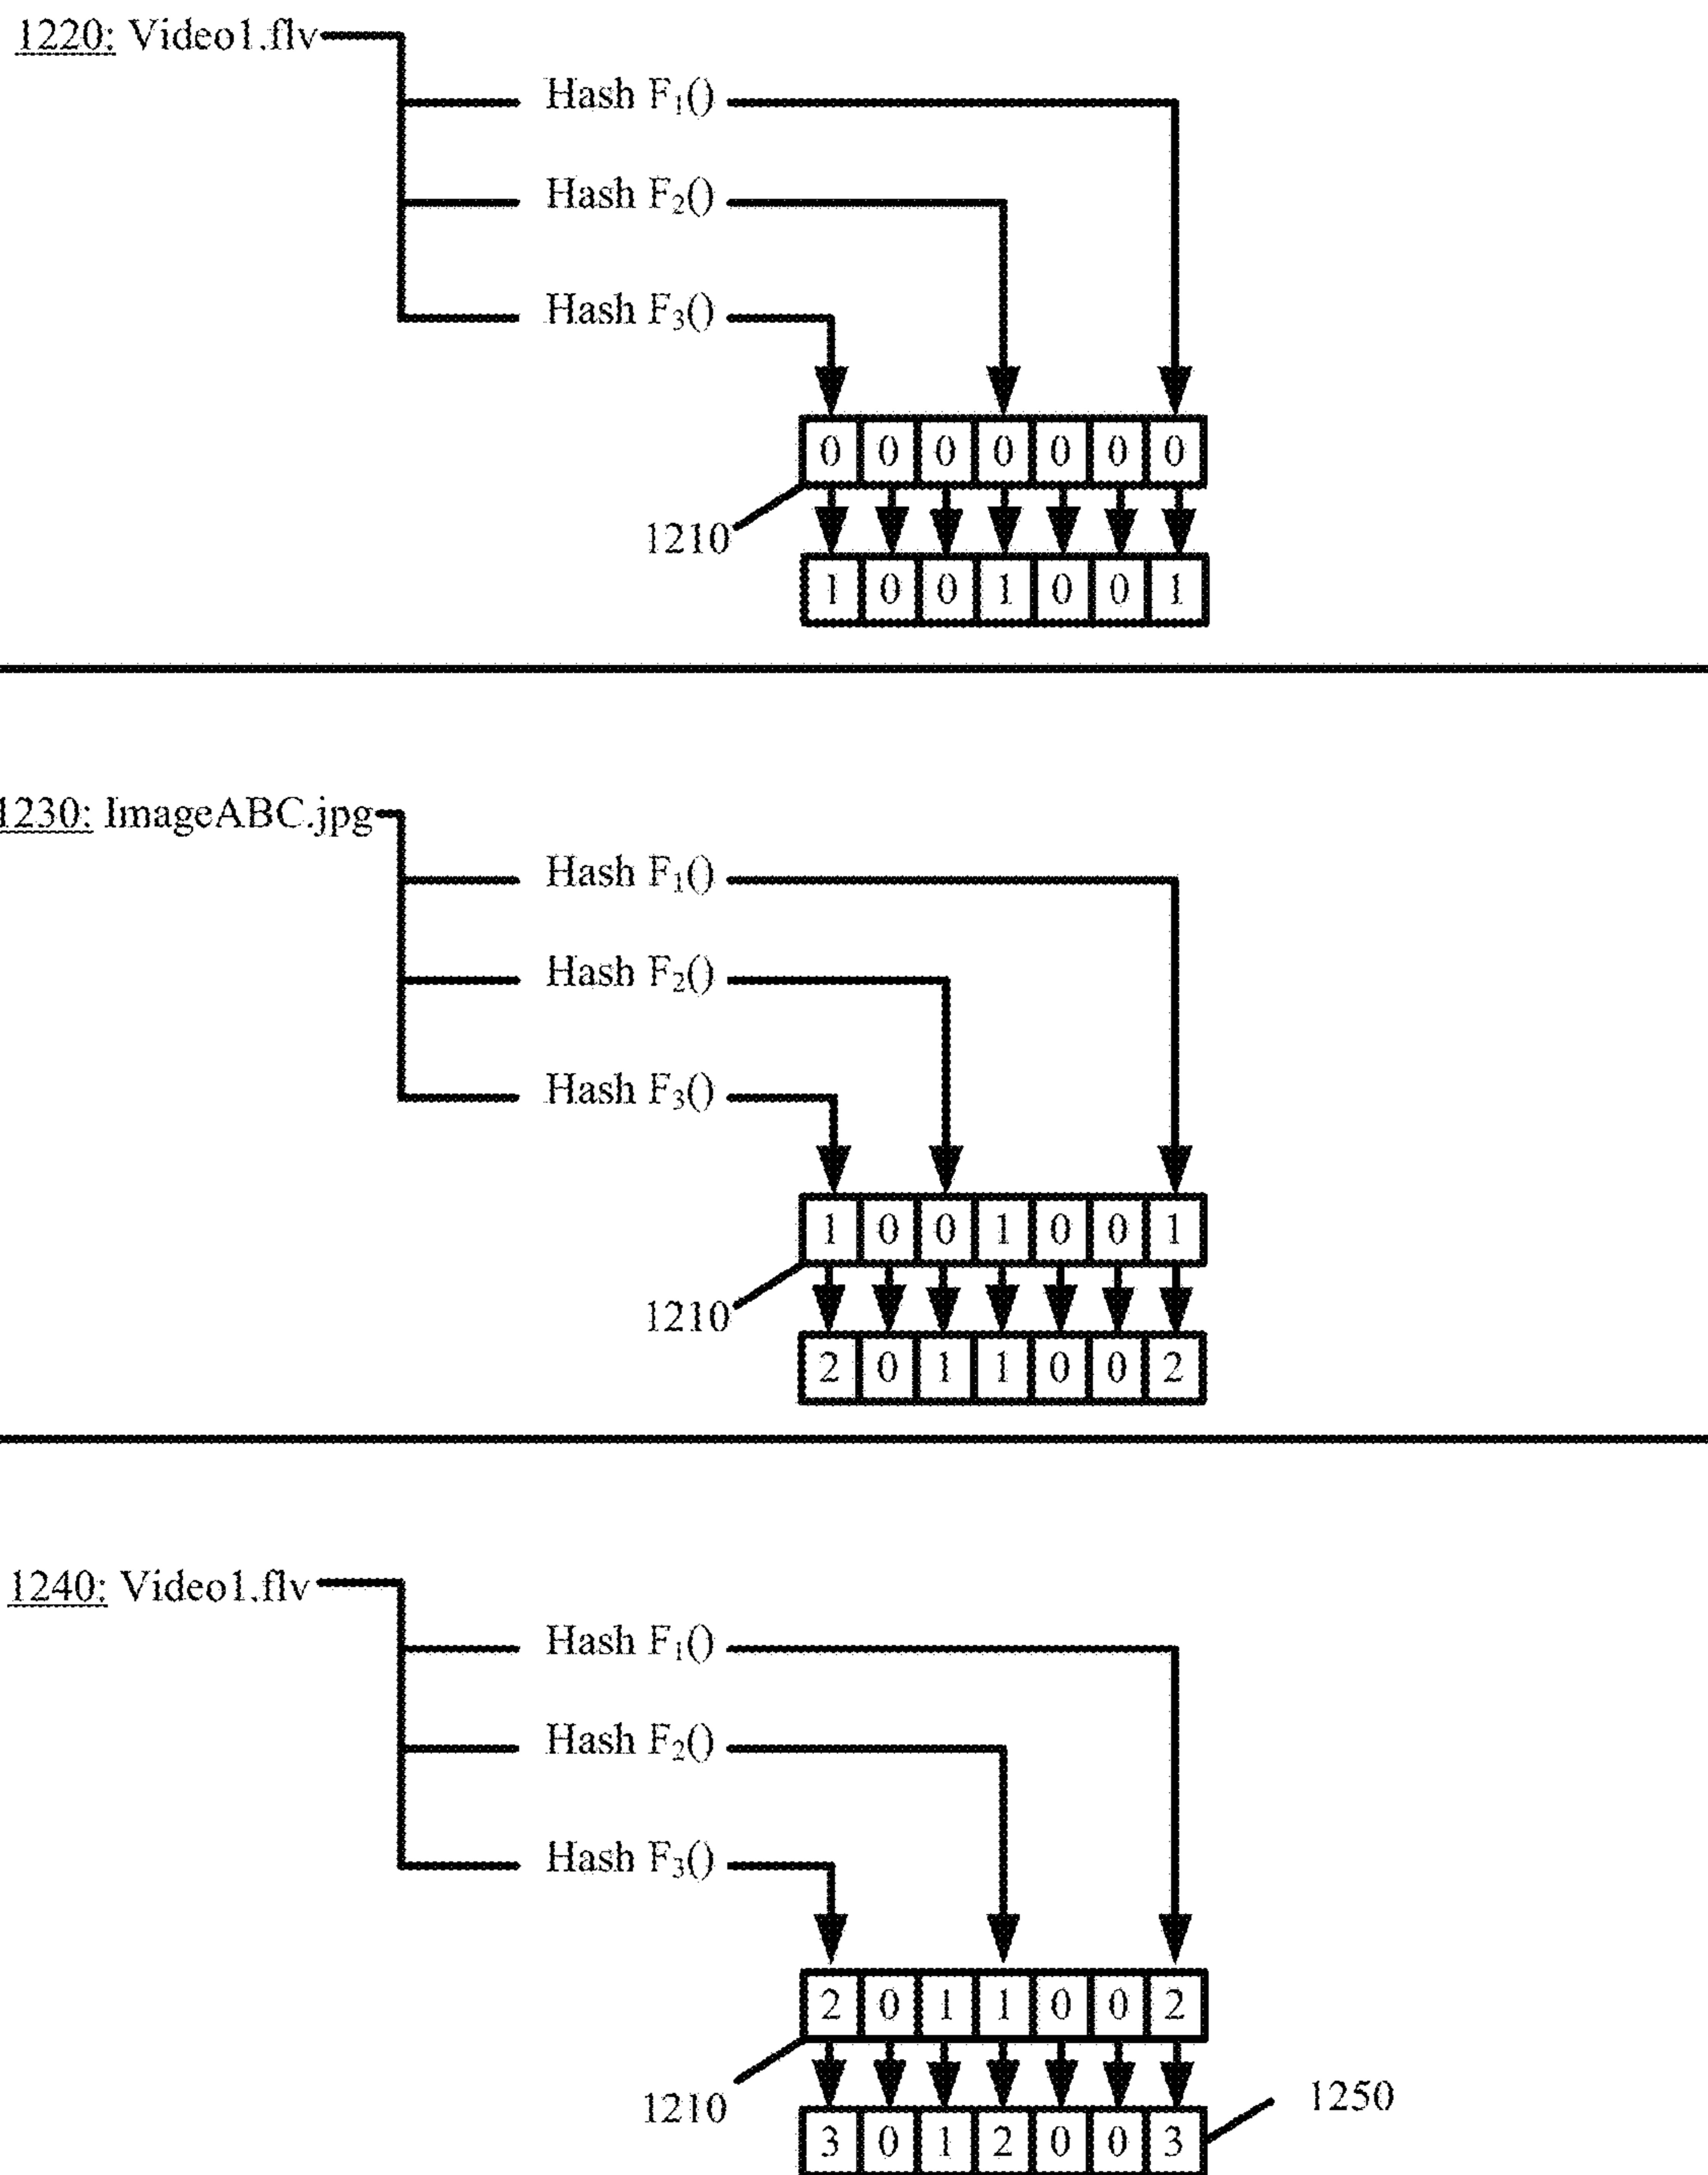 1220: Video1.flv
Hash F1()
Hash F2()
Hash F3()
0 0 0 0 0 0 0
1210
1 0 0 1 0 0 1
1230: ImageABC.jpg
Hash F1()
Hash F2()
Hash F3()
1 0 0 1 0 0 1
1210
2 0 1 1 0 0 2
1240: Video1.flv
Hash F1()
Hash F2()
Hash F3()
2 0 1 1 0 0 2
1210
1250
3 0 1 2 0 0 3